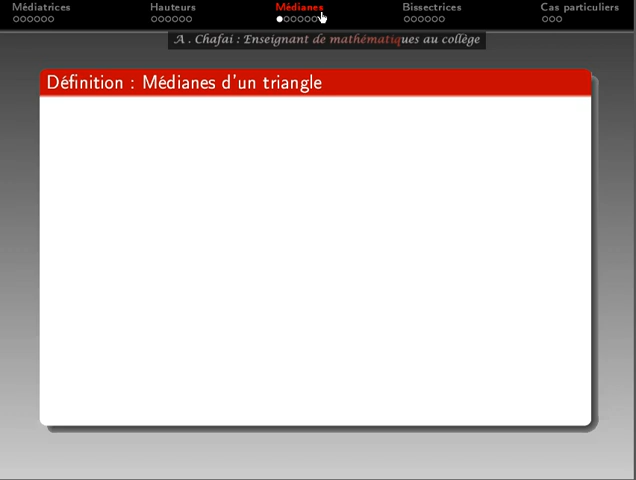 Médiatrices Hauteurs Médianes Bissectrices Cas particuliers
A . Chafai : Enseignant de mathématiques au collège
Définition : Médianes d'un triangle